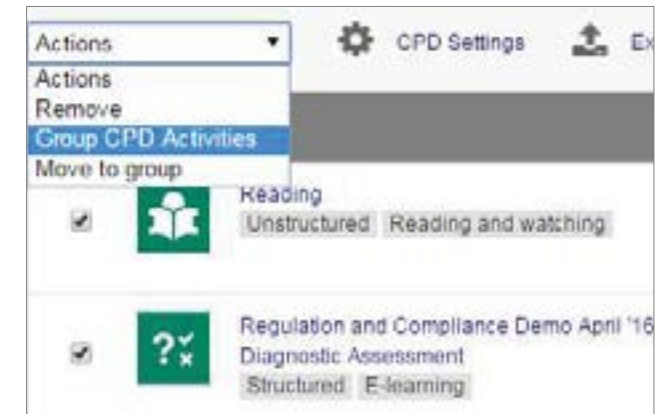 Actions CPD Settings Ex
Actions
Remove
Group CPD Activities
Move to group
Reading
Unstructured Reading and watching
Regulation and Compliance Demo April '16
Diagnostic Assessment
Structured E-learning